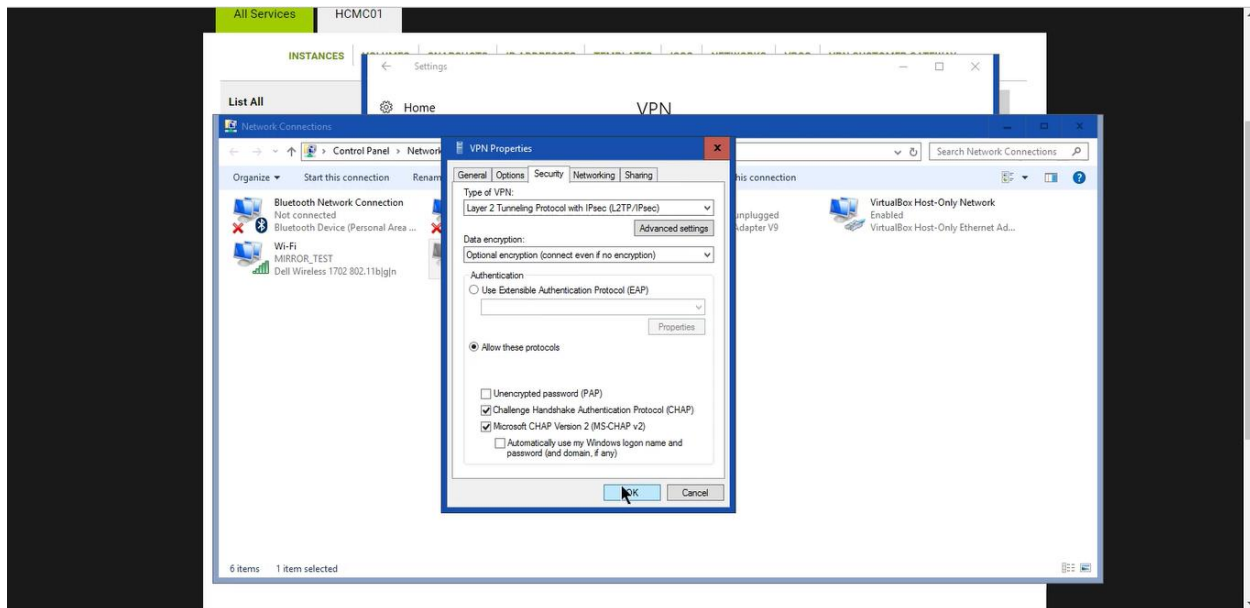 All Services HCMC01
INSTANCES
Settings
List All
Home VPN
Network Connections
Control Panel › Network
Search Network Connections
VPN Properties
Organize Start this connection
his connection
General Options Security Networking Sharing
Type of VPN:
Layer 2 Tunneling Protocol with IPsec (L2TP/IPsec)
Advanced settings
Data encryption:
Optional encryption (connect even if no encryption)
Authentication
Use Extensible Authentication Protocol (EAP)
Properties
Allow these protocols
Unencrypted password (PAP)
Challenge Handshake Authentication Protocol (CHAP)
Microsoft CHAP Version 2 (MS-CHAP v2)
Automatically use my Windows logon name and
password (and domain, if any)
OK Cancel
Bluetooth Network Connection
Not connected
Bluetooth Device (Personal Area ...
Wi-Fi
MIRROR_TEST
Dell Wireless 1702 802.11b|g|n
unplugged
Adapter V9
VirtualBox Host-Only Network
Enabled
VirtualBox Host-Only Ethernet Ad...
6 items 1 item selected